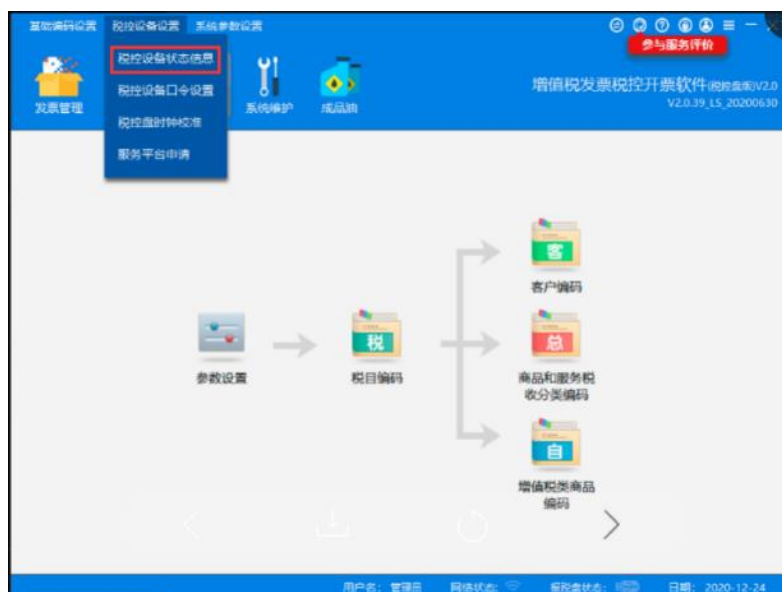 基础编码设置 税控设备设置 系统参数设置
参与服务评价
税控设备状态信息
税控设备口令设置
税控盘时钟校准
服务平台申请
发票管理
系统维护
成品油
增值税发票税控开票软件(税控盘版)V2.0
V2.0.39_LS_20200630
客
客户编码
税
总
参数设置
税目编码
商品和服务税
收分类编码
自
增值税类商品
编码
用户名: 管理员 网络状态: 报税盘状态: 日期: 2020-12-24